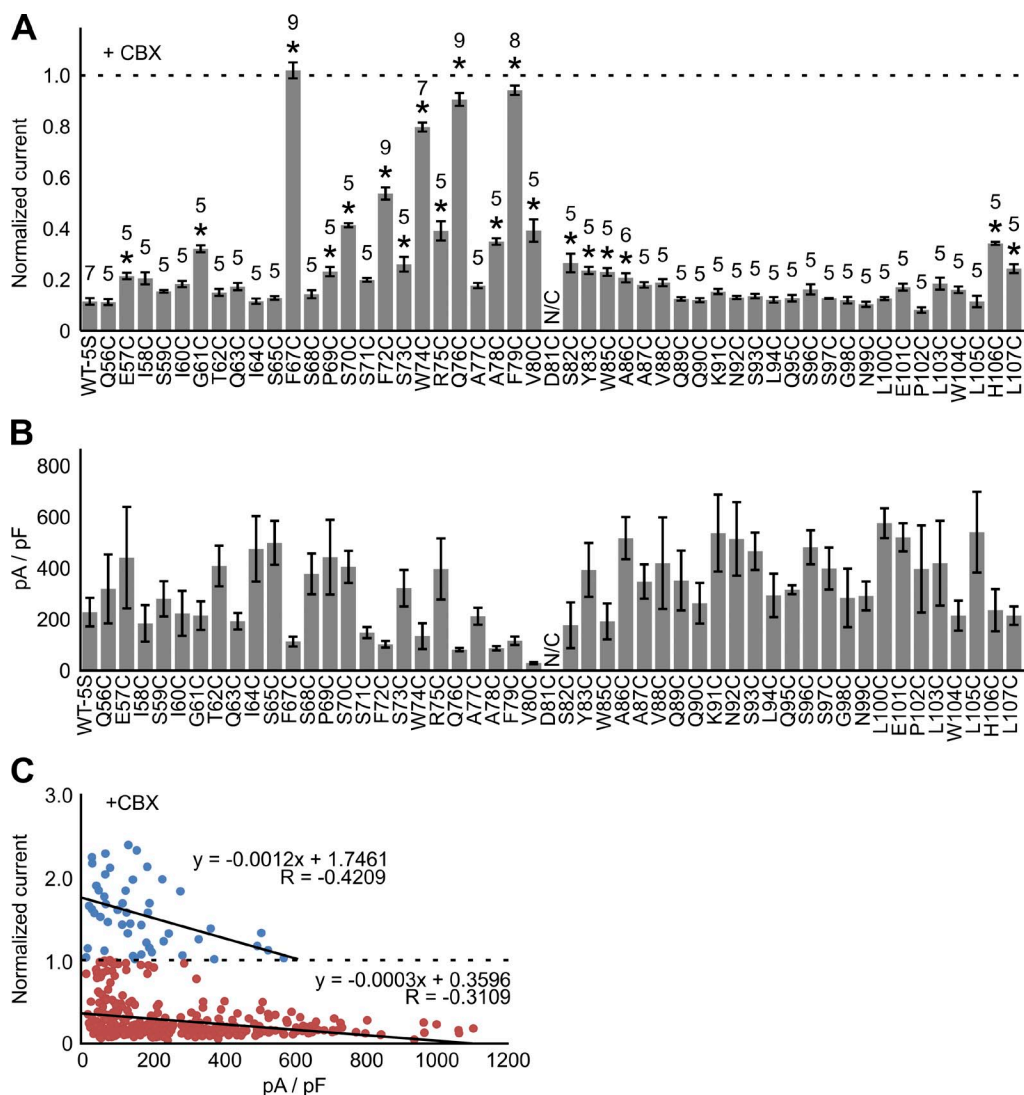 A
+ CBX
Normalized current
1.0
0.8
0.6
0.4
0.2
0
7 5 5* 5 5 5 5* 5 5 5 5 9* 5 5* 5* 5 9* 5* 7* 5* 9* 5 5* 8* 5* N/C 5* 5* 5* 6* 5 5 5 5 5 5 5 5 5 5 5 5 5 5 5 5 5 5 5 5* 5*
WT-5S Q56C E57C I58C S59C I60C G61C T62C Q63C I64C S65C F67C S68C P69C S70C S71C F72C S73C W74C R75C Q76C A77C A78C F79C V80C D81C S82C Y83C W85C A86C A87C V88C Q89C Q90C K91C N92C S93C L94C Q95C S96C S97C G98C N99C L100C E101C P102C L103C W104C L105C H106C L107C
B
pA / pF
800
600
400
200
0
N/C
WT-5S Q56C E57C I58C S59C I60C G61C T62C Q63C I64C S65C F67C S68C P69C S70C S71C F72C S73C W74C R75C Q76C A77C A78C F79C V80C D81C S82C Y83C W85C A86C A87C V88C Q89C Q90C K91C N92C S93C L94C Q95C S96C S97C G98C N99C L100C E101C P102C L103C W104C L105C H106C L107C
C
+CBX
Normalized current
3.0
2.0
1.0
0
y = -0.0012x + 1.7461
R = -0.4209
y = -0.0003x + 0.3596
R = -0.3109
0 200 400 600 800 1000 1200
pA / pF